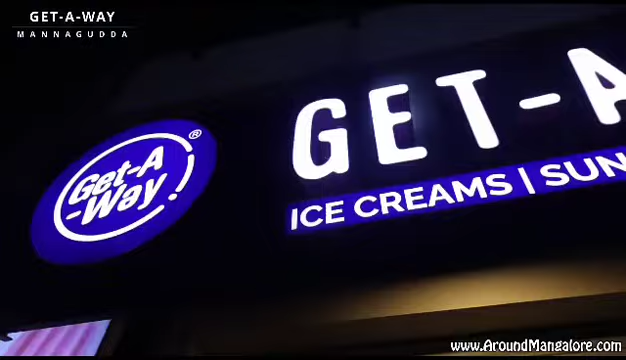 GET-A-WAY
MANNAGUDDA
Get-A
-Way!
®
GET-A
ICE CREAMS | SUN
www.AroundMangalore.com